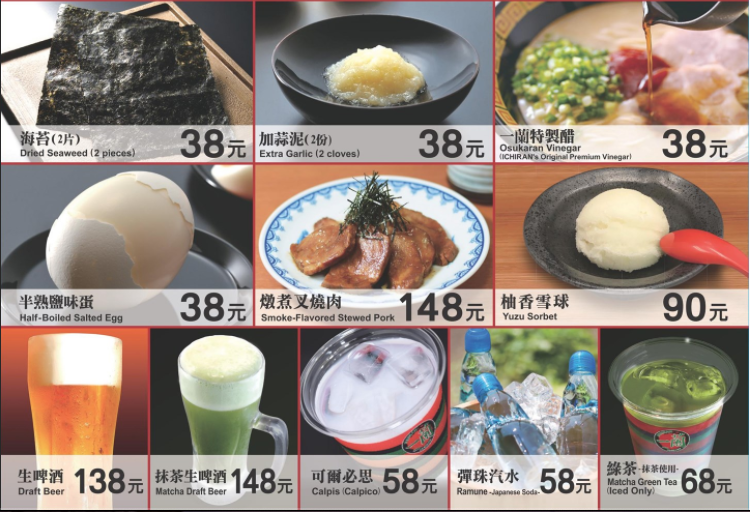 海苔(2片)
Dried Seaweed (2 pieces)
38元
加蒜泥(2份)
Extra Garlic (2 cloves)
38元
一蘭特製醋
Osukaran Vinegar
(ICHIRAN's Original Premium Vinegar)
38元
半熟鹽味蛋
Half-Boiled Salted Egg
38元
燉煮叉燒肉
Smoke-Flavored Stewed Pork
148元
柚香雪球
Yuzu Sorbet
90元
生啤酒
Draft Beer
138元
抹茶生啤酒
Matcha Draft Beer
148元
可爾必思
Calpis (Calpico)
58元
彈珠汽水
Ramune -Japanese Soda-
58元
綠茶-抹茶使用-
Matcha Green Tea
(Iced Only)
68元